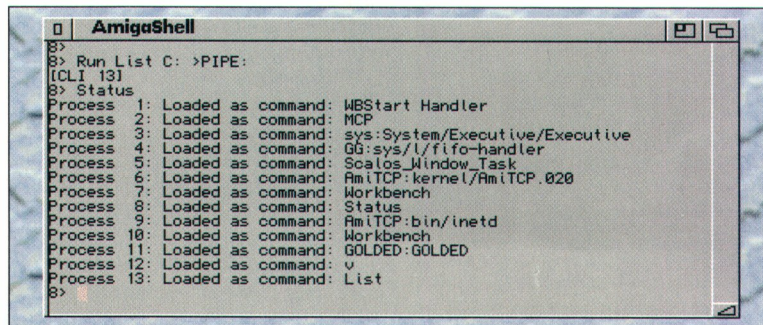 AmigaShell
8>
8> Run List C: >PIPE:
[CLI 13]
8> Status
Process  1: Loaded as command: WBStart Handler
Process  2: Loaded as command: MCP
Process  3: Loaded as command: sys:System/Executive/Executive
Process  4: Loaded as command: GG:sys/l/fifo-handler
Process  5: Loaded as command: Scalos_Window_Task
Process  6: Loaded as command: AmiTCP:kernel/AmiTCP.020
Process  7: Loaded as command: Workbench
Process  8: Loaded as command: Status
Process  9: Loaded as command: AmiTCP:bin/inetd
Process 10: Loaded as command: Workbench
Process 11: Loaded as command: GOLDED:GOLDED
Process 12: Loaded as command: v
Process 13: Loaded as command: List
8>